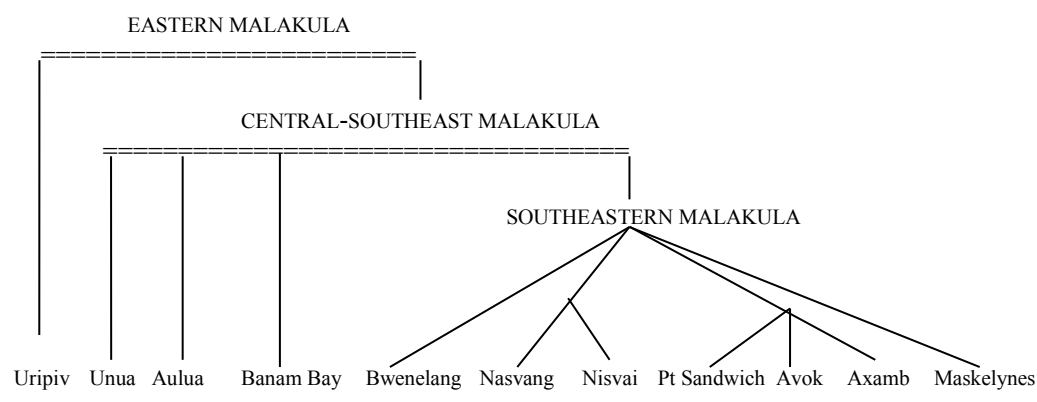 EASTERN MALAKULA
CENTRAL-SOUTHEAST MALAKULA
SOUTHEASTERN MALAKULA
Uripiv Unua Aulua Banam Bay Bwenelang Nasvang Nisvai Pt Sandwich Avok Axamb Maskelynes